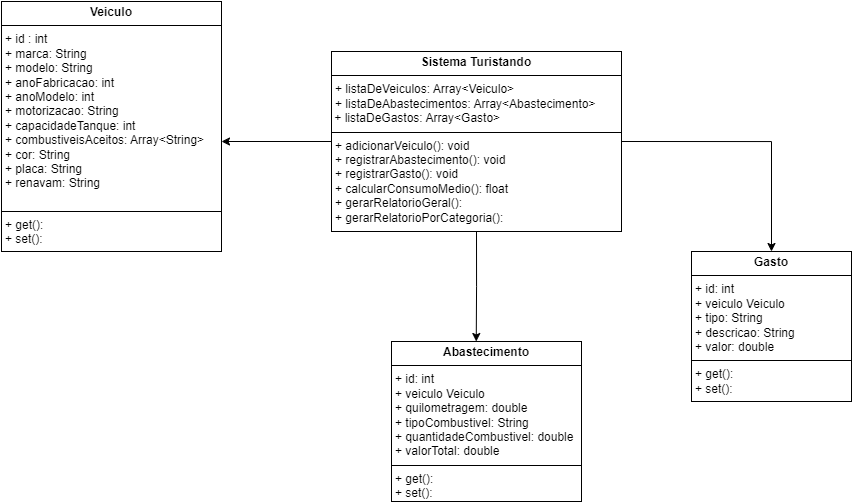 Veiculo
+ id : int
+ marca: String
+ modelo: String
+ anoFabricacao: int
+ anoModelo: int
+ motorizacao: String
+ capacidadeTanque: int
+ combustiveisAceitos: Array<String>
+ cor: String
+ placa: String
+ renavam: String
+ get():
+ set():
Sistema Turistando
+ listaDeVeiculos: Array<Veiculo>
+ listaDeAbastecimentos: Array<Abastecimento>
+ listaDeGastos: Array<Gasto>
+ adicionarVeiculo(): void
+ registrarAbastecimento(): void
+ registrarGasto(): void
+ calcularConsumoMedio(): float
+ gerarRelatorioGeral():
+ gerarRelatorioPorCategoria():
Gasto
+ id: int
+ veiculo Veiculo
+ tipo: String
+ descricao: String
+ valor: double
+ get():
+ set():
Abastecimento
+ id: int
+ veiculo Veiculo
+ quilometragem: double
+ tipoCombustivel: String
+ quantidadeCombustivel: double
+ valorTotal: double
+ get():
+ set():